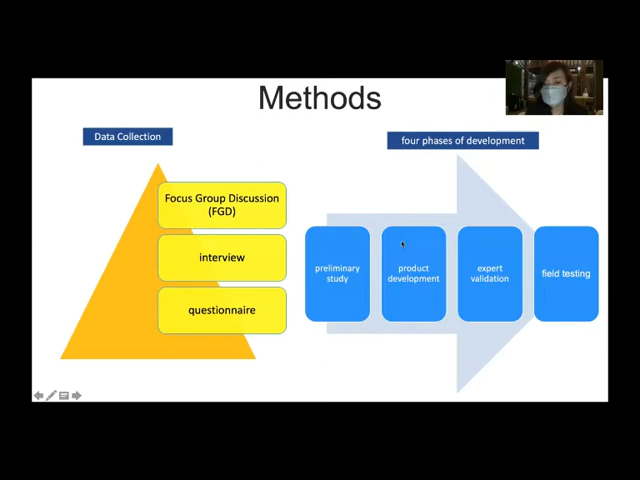 Methods
Data Collection
Focus Group Discussion
(FGD)
interview
questionnaire
four phases of development
preliminary
study
product
development
expert
validation
field testing